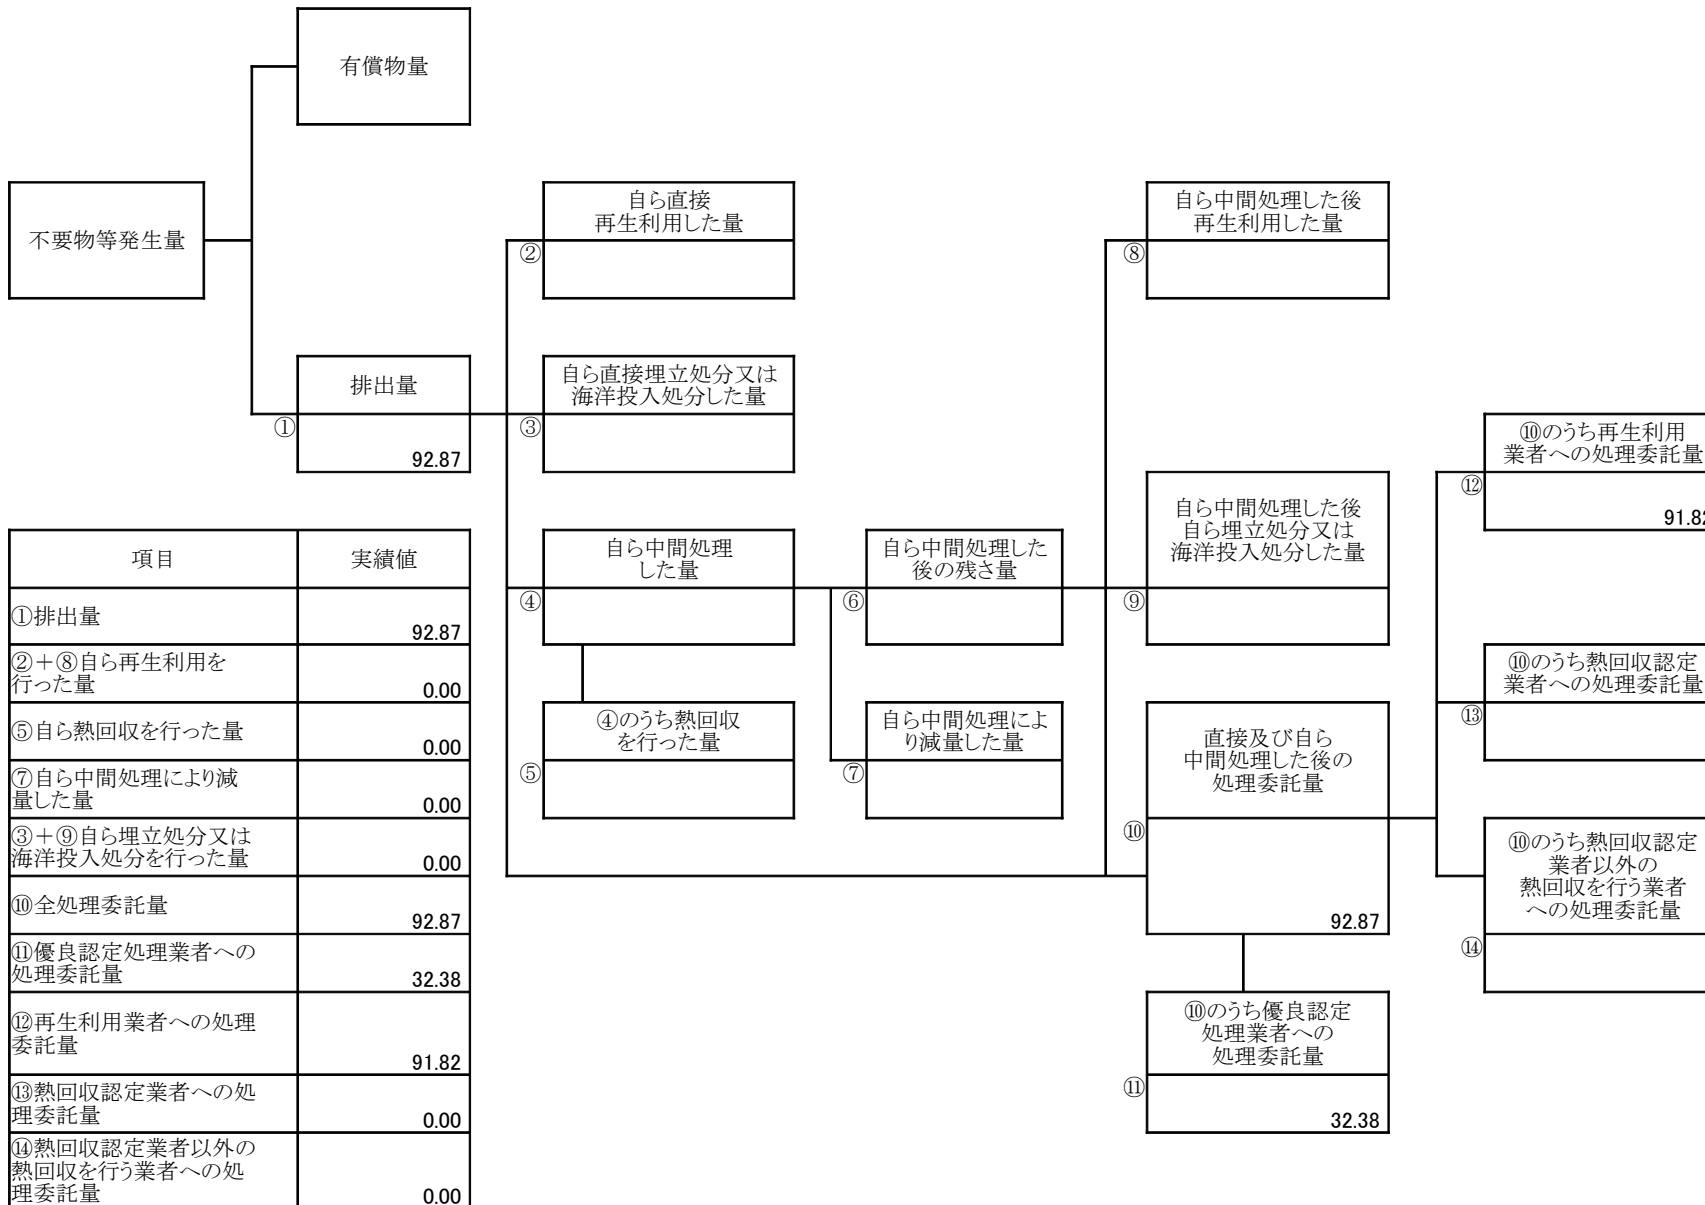 有償物量
不要物等発生量
自ら直接
再生利用した量
②
自ら中間処理した後
再生利用した量
⑧
排出量
①
92.87
自ら直接埋立処分又は
海洋投入処分した量
③
⑩のうち再生利用
業者への処理委託量
⑫
91.82
自ら中間処理
した量
④
自ら中間処理した
後の残さ量
⑥
自ら中間処理した後
自ら埋立処分又は
海洋投入処分した量
⑨
⑩のうち熱回収認定
業者への処理委託量
⑬
④のうち熱回収
を行った量
⑤
自ら中間処理によ
り減量した量
⑦
直接及び自ら
中間処理した後の
処理委託量
⑩
92.87
⑩のうち熱回収認定
業者以外の
熱回収を行う業者
への処理委託量
⑭
⑩のうち優良認定
処理業者への
処理委託量
⑪
32.38
項目 実績値
①排出量
92.87
②＋⑧自ら再生利用を
行った量
0.00
⑤自ら熱回収を行った量
0.00
⑦自ら中間処理により減
量した量
0.00
③＋⑨自ら埋立処分又は
海洋投入処分を行った量
0.00
⑩全処理委託量
92.87
⑪優良認定処理業者への
処理委託量
32.38
⑫再生利用業者への処理
委託量
91.82
⑬熱回収認定業者への処
理委託量
0.00
⑭熱回収認定業者以外の
熱回収を行う業者への処
理委託量
0.00